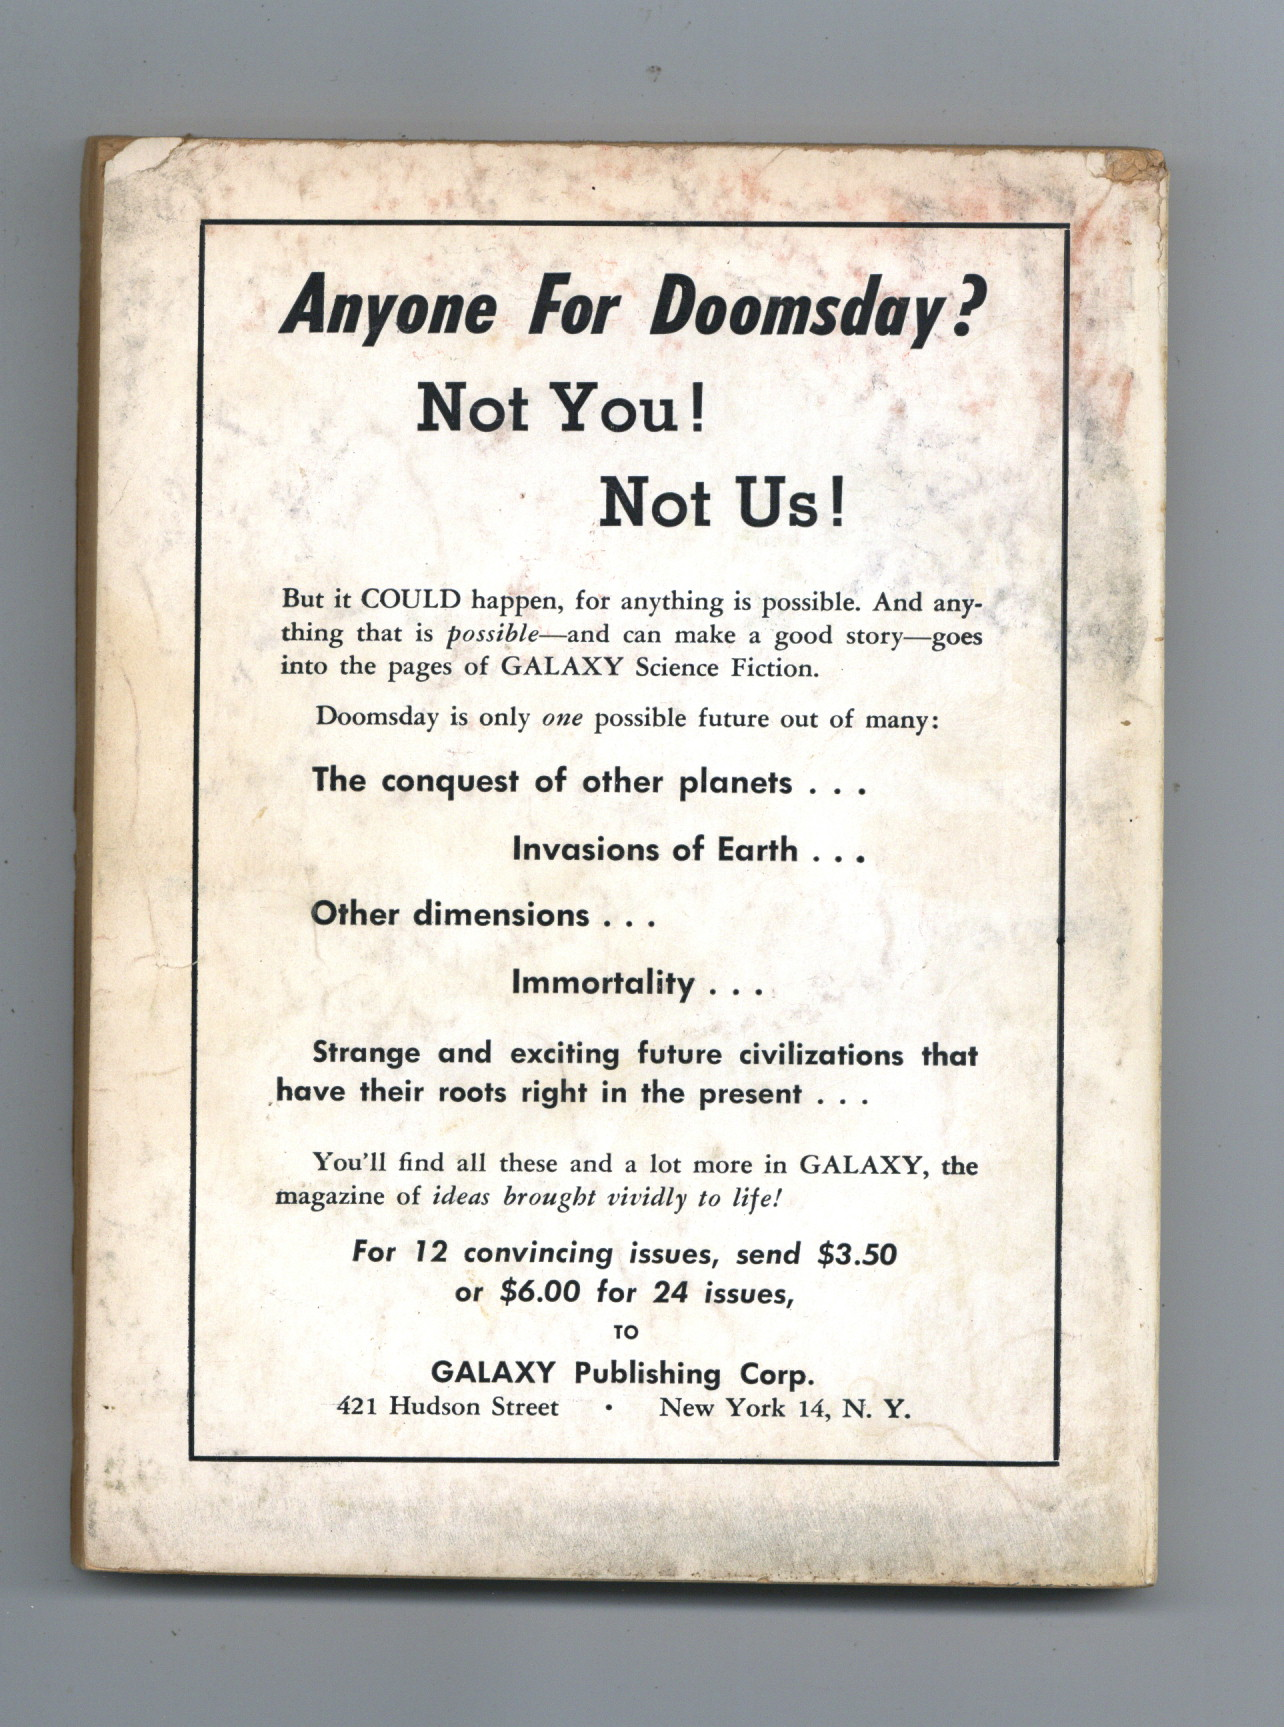 Anyone For Doomsday?
Not You!
Not Us!
But it COULD happen, for anything is possible. And any-
thing that is possible—and can make a good story—goes
into the pages of GALAXY Science Fiction.
Doomsday is only one possible future out of many:
The conquest of other planets . . .
Invasions of Earth . . .
Other dimensions . . .
Immortality . . .
Strange and exciting future civilizations that
have their roots right in the present . . .
You'll find all these and a lot more in GALAXY, the
magazine of ideas brought vividly to life!
For 12 convincing issues, send $3.50
or $6.00 for 24 issues,
TO
GALAXY Publishing Corp.
421 Hudson Street • New York 14, N. Y.